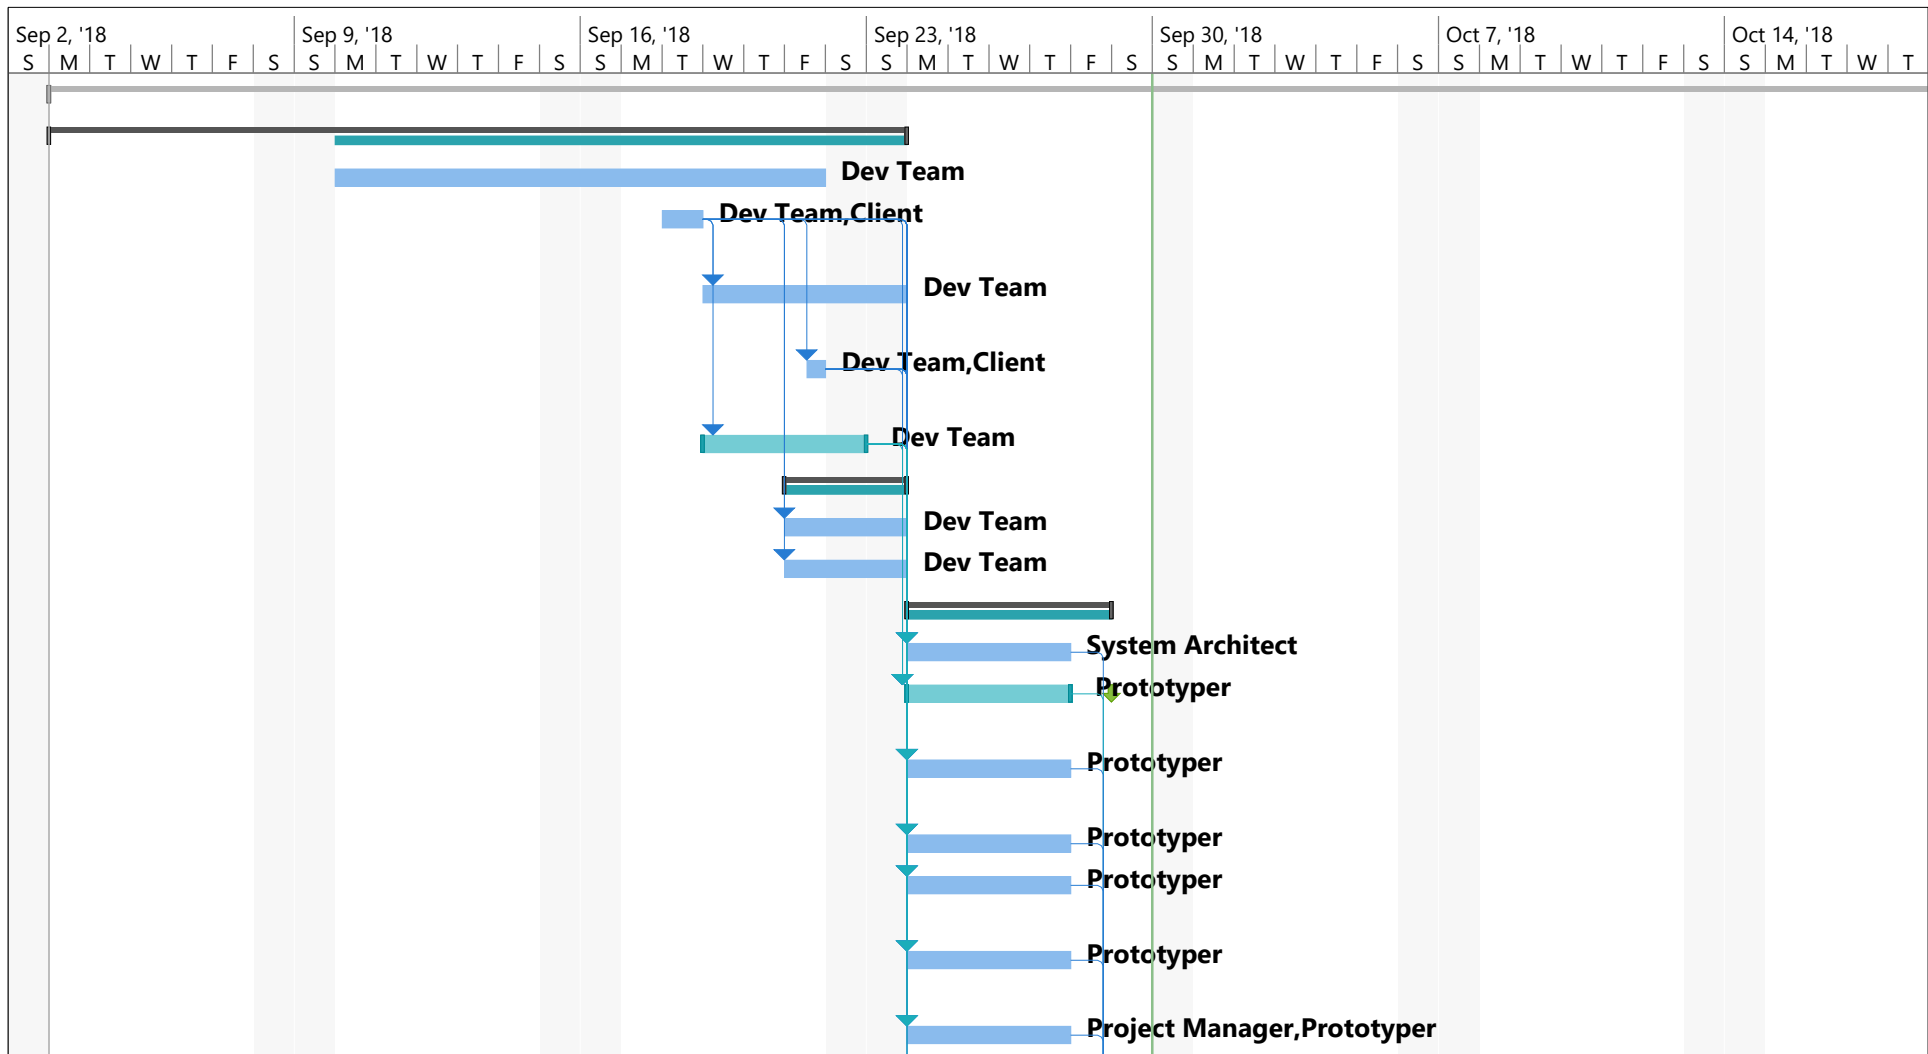 Sep 2, '18 Sep 9, '18 Sep 16, '18 Sep 23, '18 Sep 30, '18 Oct 7, '18 Oct 14, '18
S M T W T F S S M T W T F S S M T W T F S S M T W T F S S M T W T F S S M T W T F S S M T W T
Dev Team
Dev Team,Client
Dev Team
Dev Team,Client
Dev Team
Dev Team
Dev Team
System Architect
Prototyper
Prototyper
Prototyper
Prototyper
Prototyper
Project Manager,Prototyper